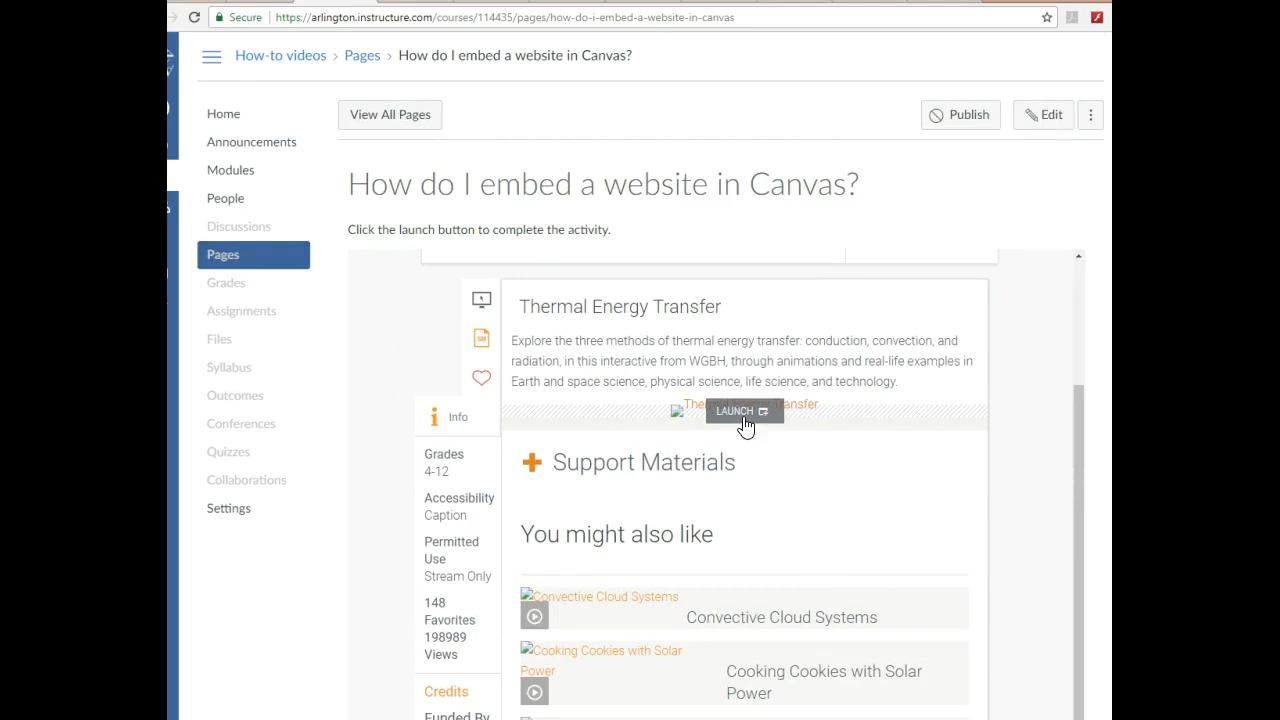 Secure
https://arlington.instructure.com/courses/114435/pages/how-do-i-embed-a-website-in-canvas
How-to videos › Pages › How do I embed a website in Canvas?
Home
Announcements
Modules
People
Discussions
Pages
Grades
Assignments
Files
Syllabus
Outcomes
Conferences
Quizzes
Collaborations
Settings
View All Pages
Publish
Edit
How do I embed a website in Canvas?
Click the launch button to complete the activity.
Thermal Energy Transfer
SM
Explore the three methods of thermal energy transfer: conduction, convection, and
radiation, in this interactive from WGBH, through animations and real-life examples in
Earth and space science, physical science, life science, and technology.
Thermal Energy Transfer
LAUNCH
Info
Grades
4-12
Accessibility
Caption
Permitted
Use
Stream Only
148
Favorites
198989
Views
Credits
Funded By
Support Materials
You might also like
Convective Cloud Systems
Convective Cloud Systems
Cooking Cookies with Solar
Power
Cooking Cookies with Solar
Power